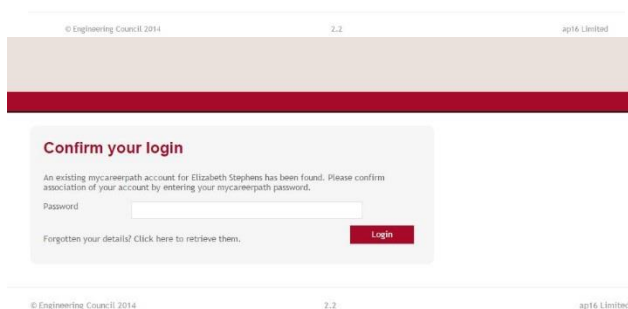 © Engineering Council 2014 2.2 ap16 Limited
Confirm your login
An existing mycareerpath account for Elizabeth Stephens has been found. Please confirm
association of your account by entering your mycareerpath password.
Password
Forgotten your details? Click here to retrieve them. Login
© Engineering Council 2014 2.2 ap16 Limited